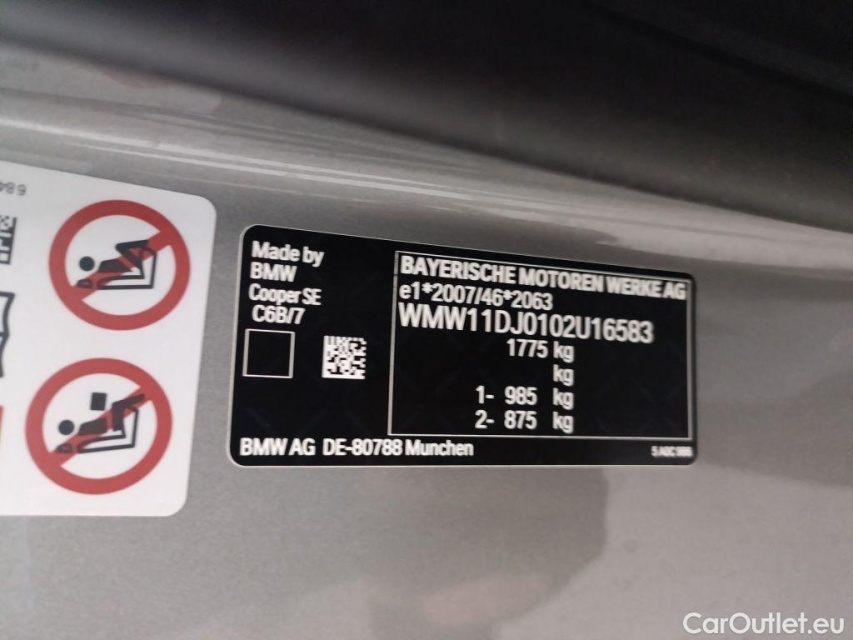 684
Made by
BMW
Cooper SE
C6B/7
BAYERISCHE MOTOREN WERKE AG
e1*2007/46*2063
WMW11DJ0102U16583
1775 kg
kg
1- 985 kg
2- 875 kg
BMW AG DE-80788 Munchen
CarOutlet.eu